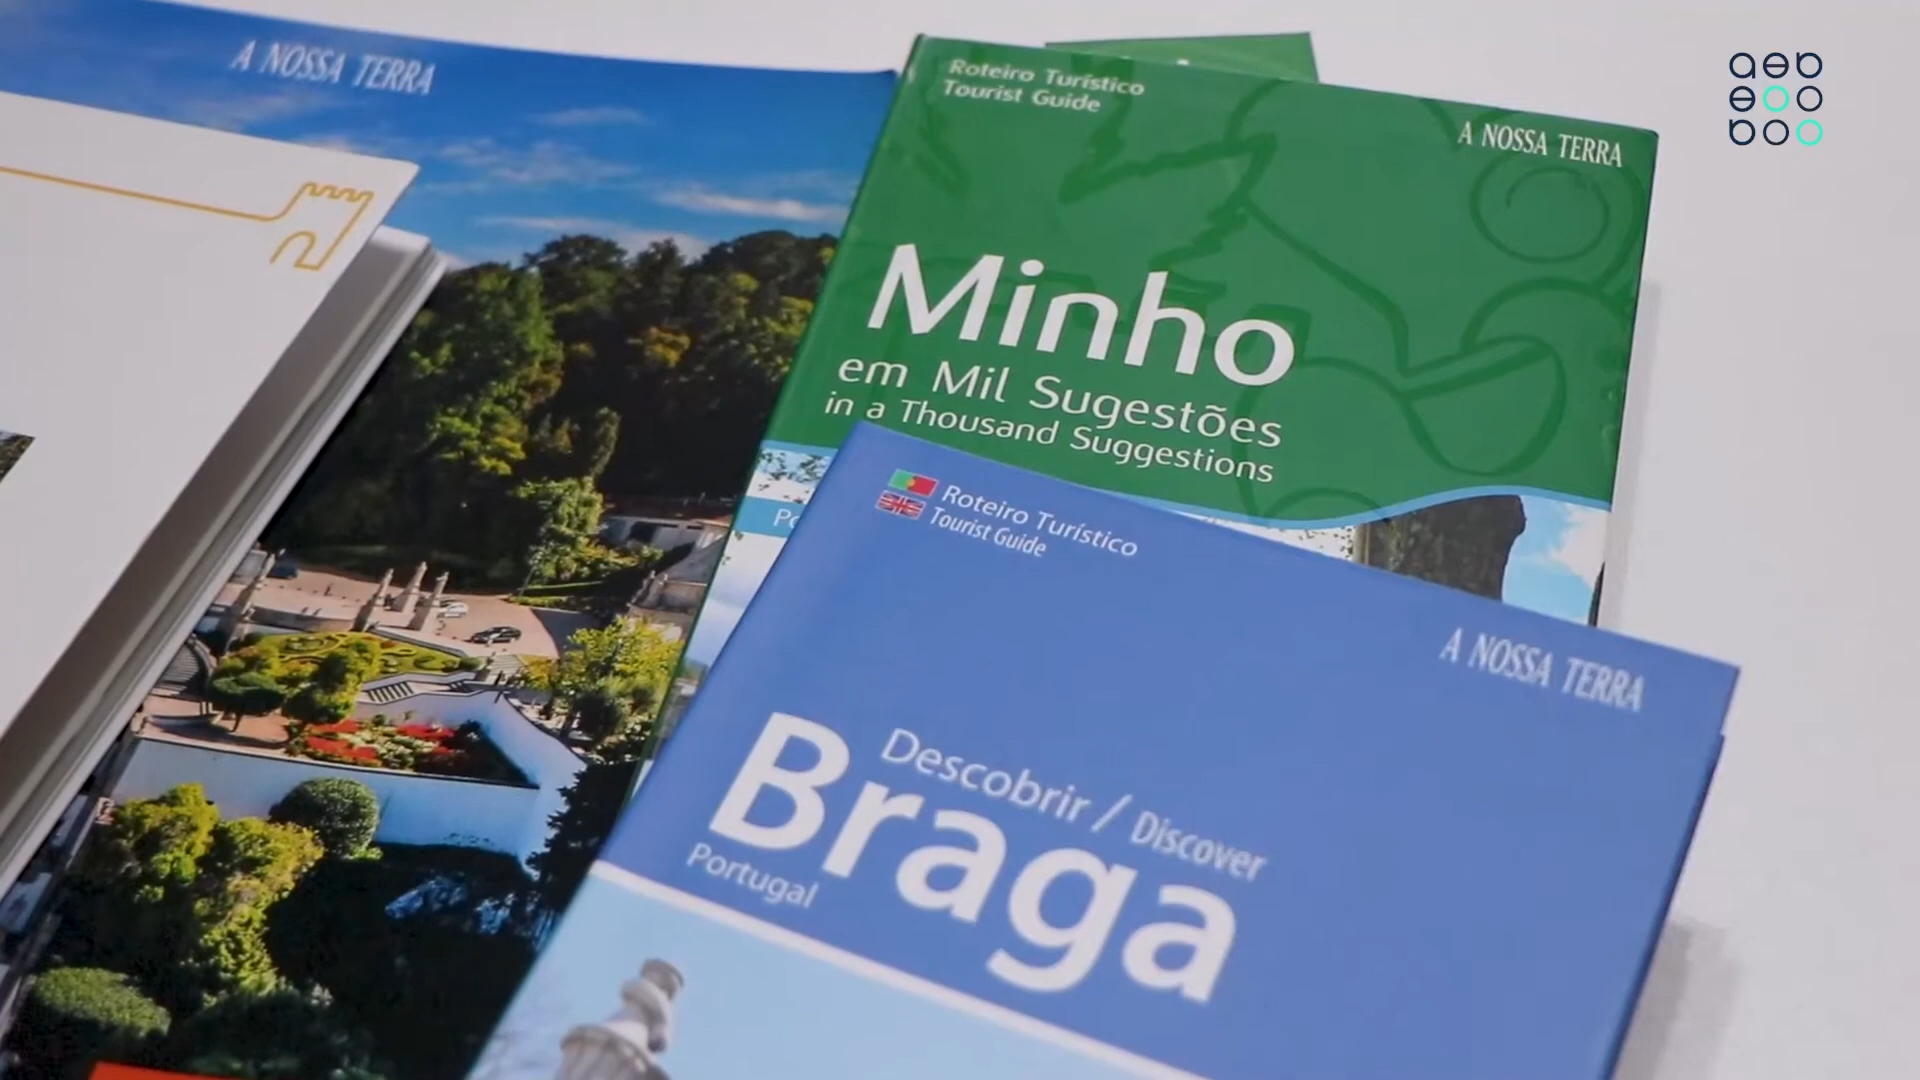 A NOSSA TERRA
Roteiro Turístico
Tourist Guide
A NOSSA TERRA
Minho
em Mil Sugestões
in a Thousand Suggestions
Roteiro Turístico
Tourist Guide
A NOSSA TERRA
Descobrir / Discover
Braga
Portugal
aeb